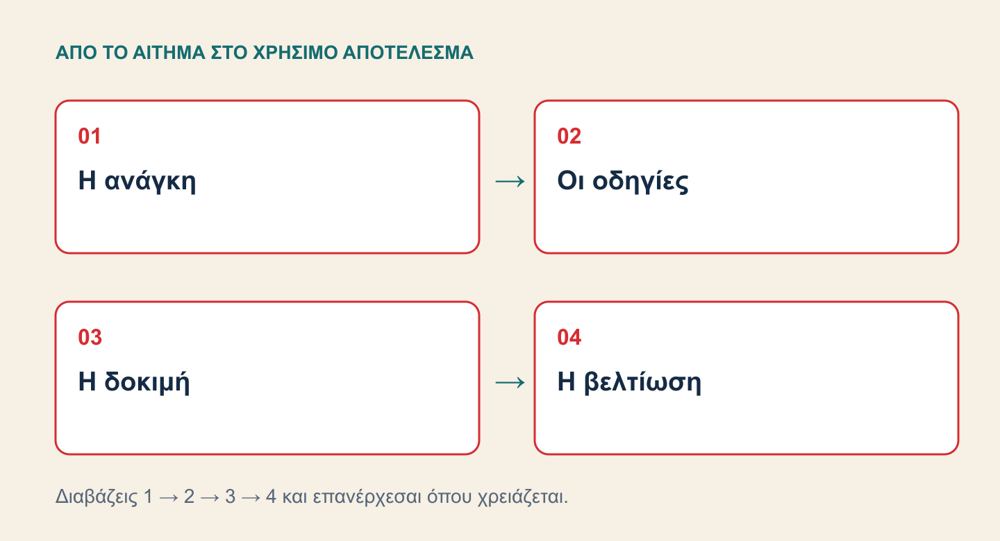 ΑΠΟ ΤΟ ΑΙΤΗΜΑ ΣΤΟ ΧΡΗΣΙΜΟ ΑΠΟΤΕΛΕΣΜΑ
01
Η ανάγκη
→
02
Οι οδηγίες
03
Η δοκιμή
→
04
Η βελτίωση
Διαβάζεις 1 → 2 → 3 → 4 και επανέρχεσαι όπου χρειάζεται.